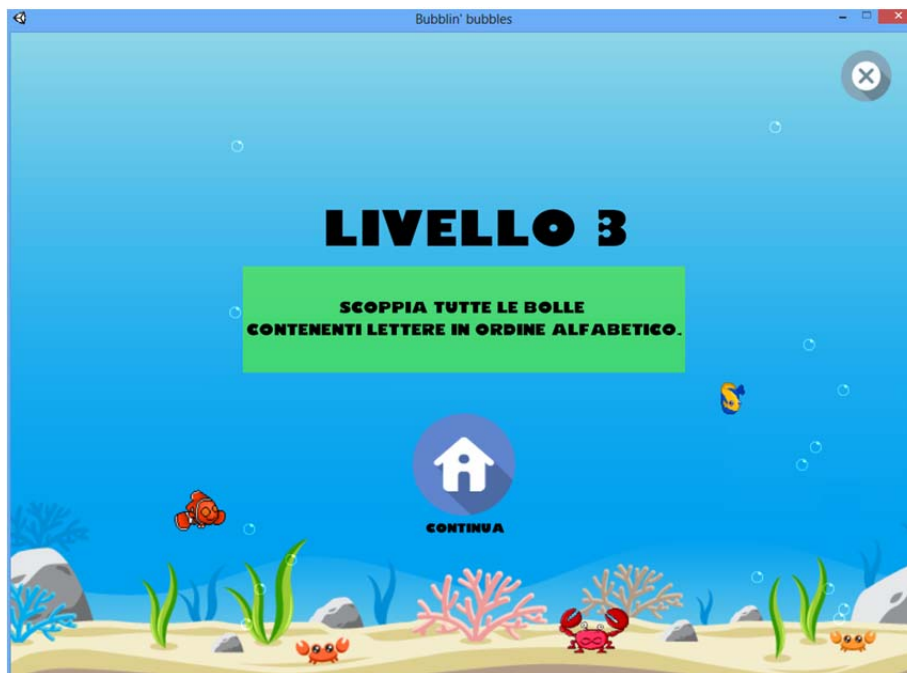 Bubblin' bubbles
LIVELLO 3
SCOPPIA TUTTE LE BOLLE
CONTENENTI LETTERE IN ORDINE ALFABETICO.
CONTINUA